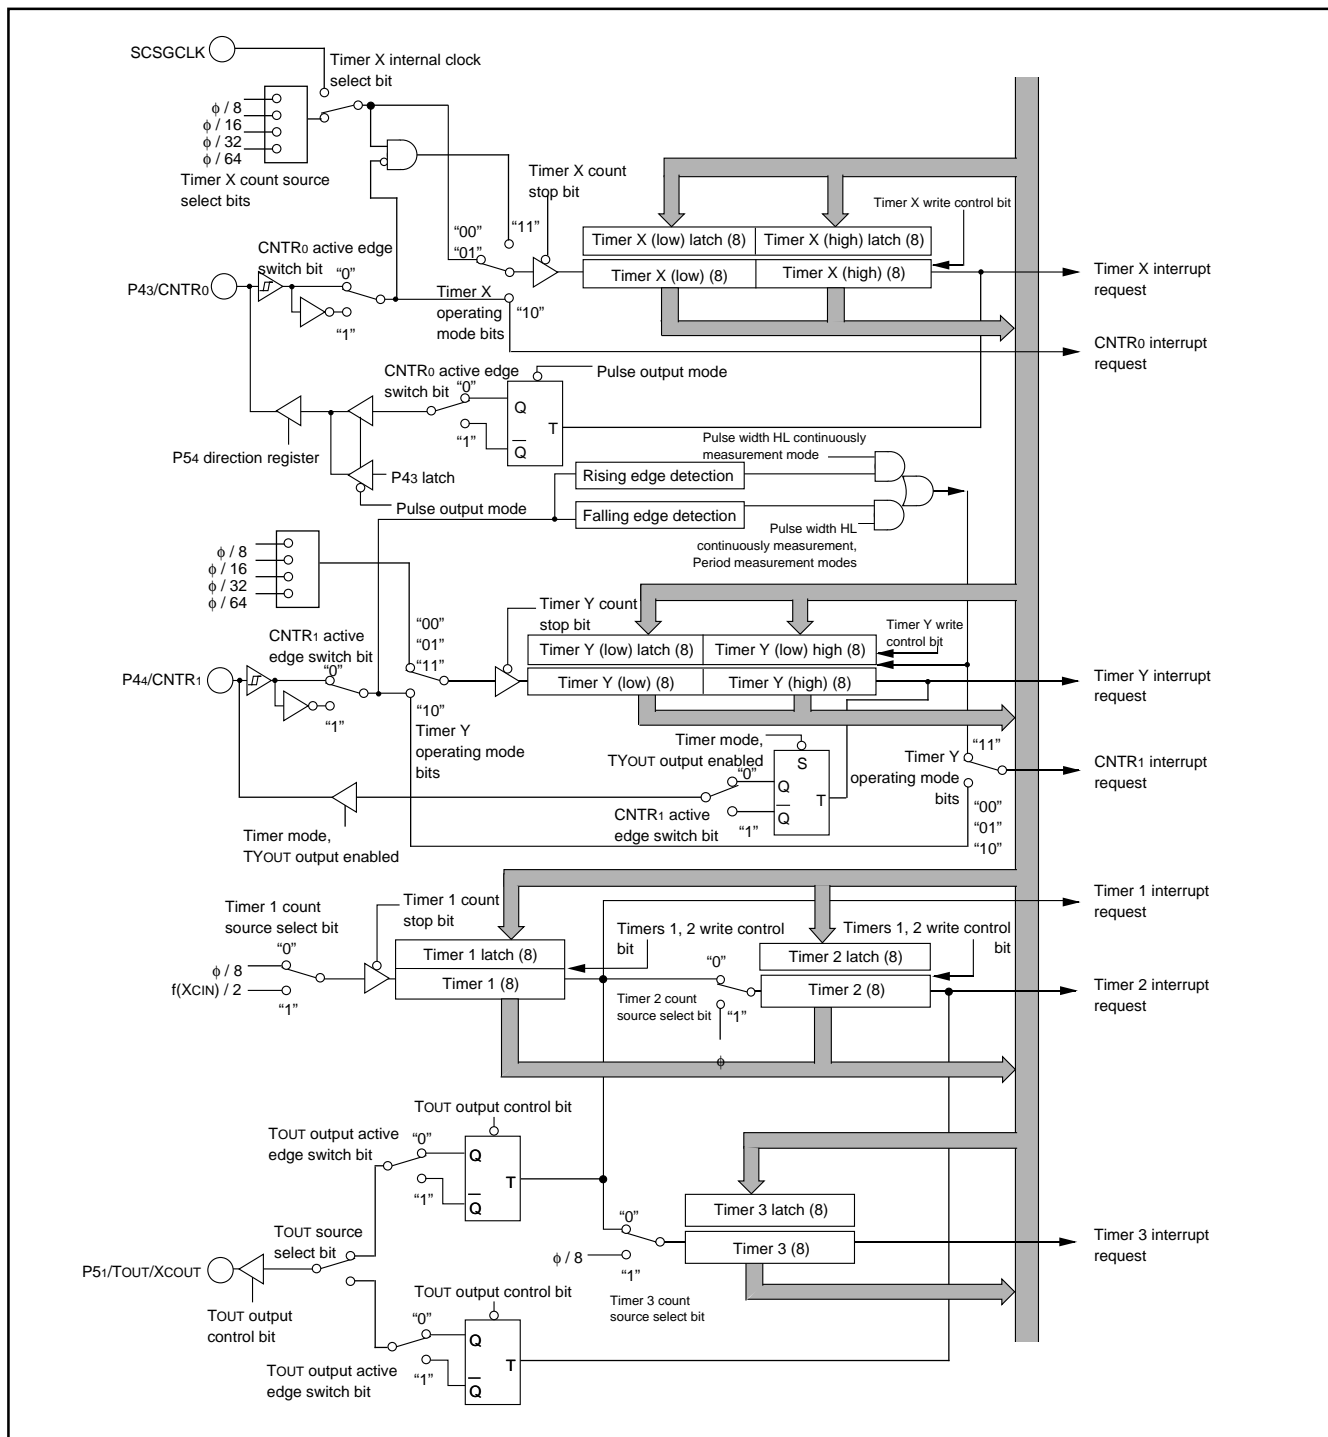 SCSGCLK
Timer X internal clock
select bit
ϕ / 8
ϕ / 16
ϕ / 32
ϕ / 64
Timer X count source
select bits
Timer X count
stop bit
Timer X write control bit
"00"
"01"
"11"
Timer X (low) latch (8)
Timer X (high) latch (8)
Timer X (low) (8)
Timer X (high) (8)
Timer X interrupt
request
CNTR0 active edge
switch bit
"0"
P43/CNTR0
"1"
Timer X
operating
mode bits
"10"
CNTR0 interrupt
request
CNTR0 active edge
switch bit
"0"
Pulse output mode
Q
T
Q
"1"
P54 direction register
P43 latch
Pulse output mode
Pulse width HL continuously
measurement mode
Rising edge detection
Falling edge detection
Pulse width HL
continuously measurement,
Period measurement modes
ϕ / 8
ϕ / 16
ϕ / 32
ϕ / 64
Timer Y count
stop bit
"00"
"01"
"11"
Timer Y write
control bit
Timer Y (low) latch (8)
Timer Y (low) high (8)
Timer Y (low) (8)
Timer Y (high) (8)
Timer Y interrupt
request
CNTR1 active
edge switch bit
"0"
P44/CNTR1
"1"
"10"
Timer Y
operating mode
bits
Timer mode,
TYOUT output enabled
S
Q
T
Q
"0"
"1"
CNTR1 active
edge switch bit
Timer mode,
TYOUT output enabled
Timer Y
operating mode
bits
"11"
CNTR1 interrupt
request
"00"
"01"
"10"
Timer 1 interrupt
request
Timer 1 count
source select bit
Timer 1 count
stop bit
"0"
ϕ / 8
f(XCIN) / 2
"1"
Timer 1 latch (8)
Timer 1 (8)
Timers 1, 2 write control
bit
Timers 1, 2 write control
bit
"0"
Timer 2 count
source select bit
"1"
ϕ
Timer 2 latch (8)
Timer 2 (8)
Timer 2 interrupt
request
TOUT output control bit
TOUT output active
edge switch bit
"0"
Q
T
Q
"1"
TOUT source
select bit
P51/TOUT/XCOUT
TOUT output
control bit
"0"
ϕ / 8
"1"
Timer 3 count
source select bit
Timer 3 latch (8)
Timer 3 (8)
Timer 3 interrupt
request
TOUT output control bit
"0"
Q
T
Q
"1"
TOUT output active
edge switch bit